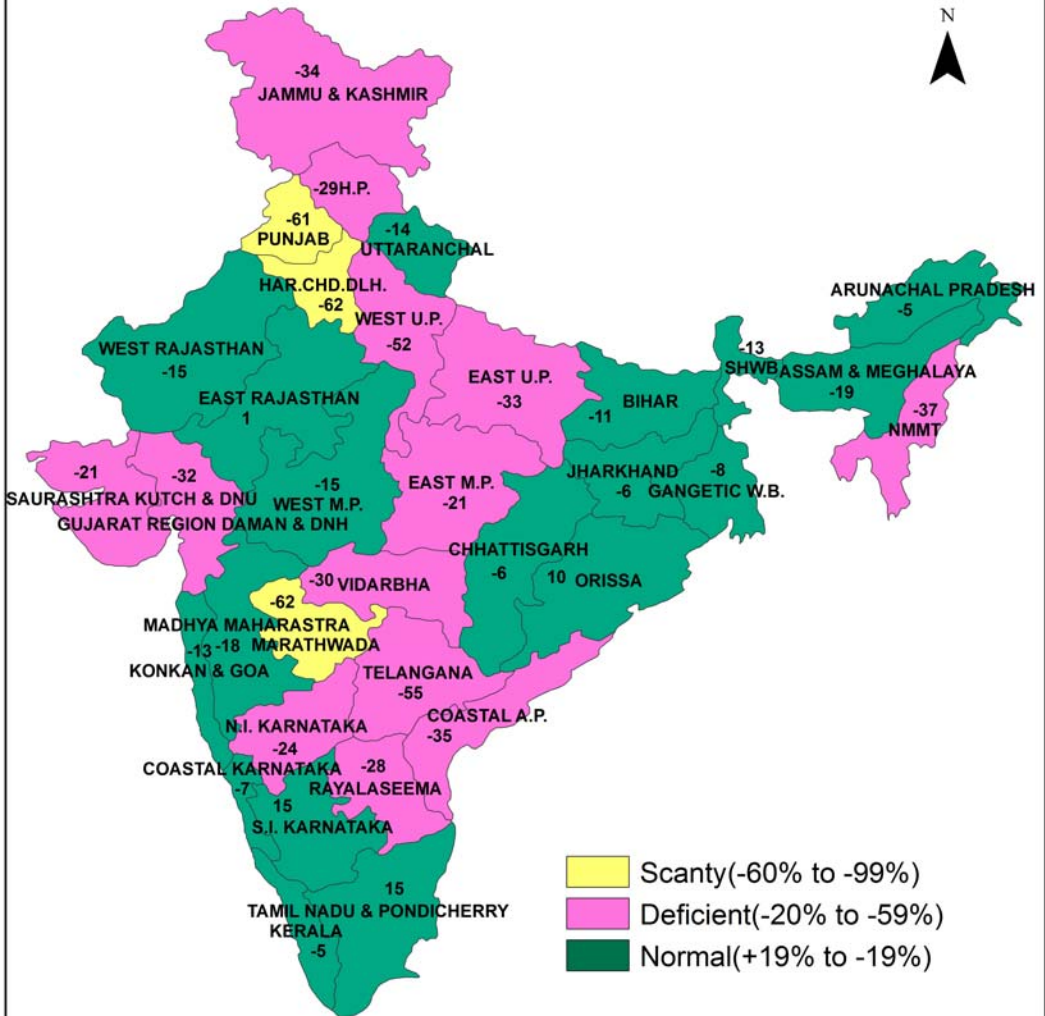 N
-34
JAMMU & KASHMIR
-29H.P.
-61
PUNJAB
-14
UTTARANCHAL
HAR.CHD.DLH.
-62
WEST U.P.
-52
ARUNACHAL PRADESH
-5
WEST RAJASTHAN
-15
EAST RAJASTHAN
1
EAST U.P.
-33
BIHAR
-11
-13
SHWB
ASSAM & MEGHALAYA
-19
-37
NMMT
-21
SAURASHTRA KUTCH & DNU
-32
GUJARAT REGION DAMAN & DNH
-15
WEST M.P.
EAST M.P.
-21
JHARKHAND
-6
-8
GANGETIC W.B.
CHHATTISGARH
-6
10 ORISSA
-30 VIDARBHA
-62
MADHYA MAHARASTRA
-18
MARATHWADA
-13
KONKAN & GOA
TELANGANA
-55
COASTAL A.P.
-35
N.I. KARNATAKA
-24
COASTAL KARNATAKA
-7
-28
RAYALASEEMA
15
S.I. KARNATAKA
15
TAMIL NADU & PONDICHERRY
KERALA
-5
Scanty(-60% to -99%)
Deficient(-20% to -59%)
Normal(+19% to -19%)